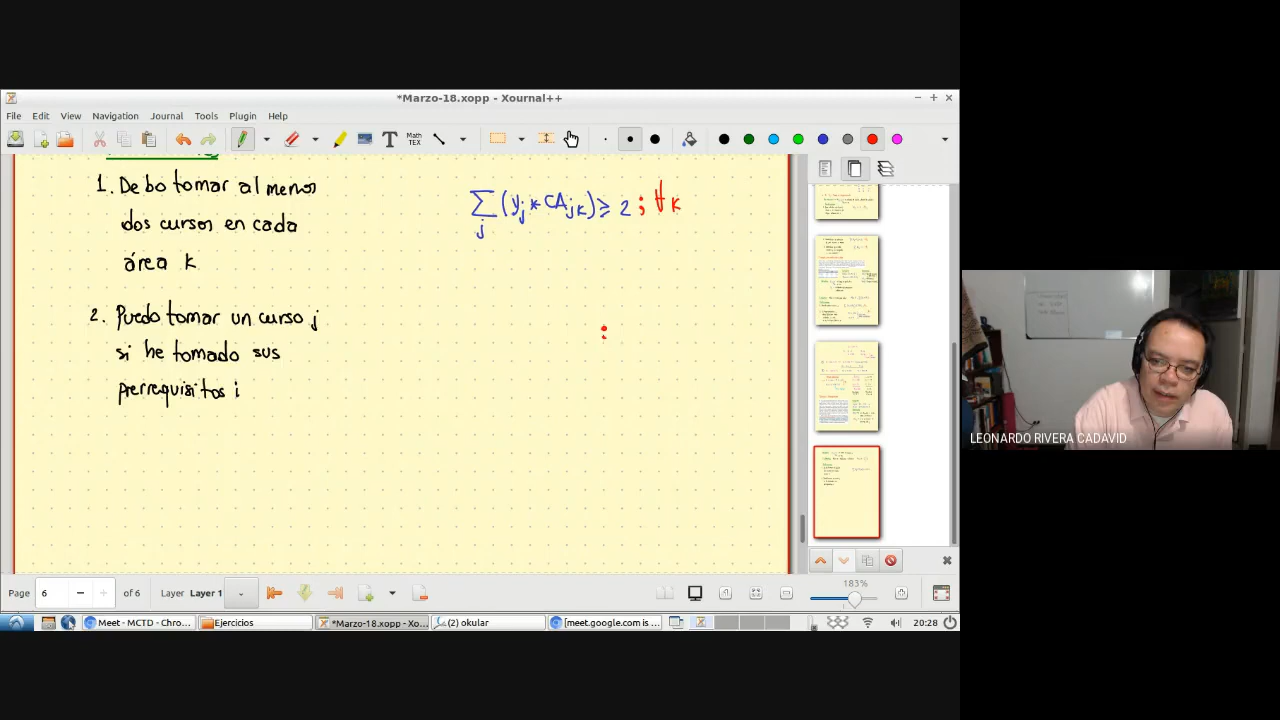 *Marzo-18.xopp - Xournal++
File Edit View Navigation Journal Tools Plugin Help
Math TEX
1. Debo tomar al menos
dos cursos en cada
área k
∑j (yj * CAjk) ≥ 2 ; ∀ k
2. Puedo tomar un curso j
si he tomado sus
perrequisitos i
;
LEONARDO RIVERA CADAVID
183%
Page 6 of 6 Layer Layer 1
Meet - MCTD - Chro...
Ejercicios
*Marzo-18.xopp - Xo...
(2) okular
[meet.google.com is ...
20:28